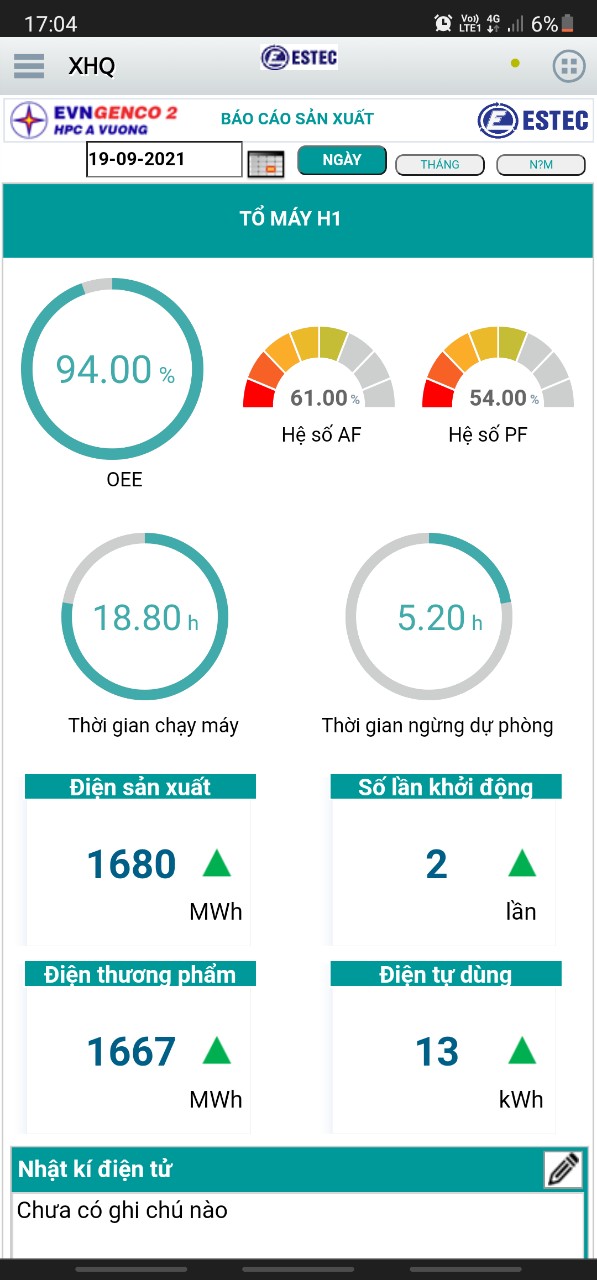 17:04
Vo)) 4G
LTE1
6%
XHQ
ESTEC
EVNGENCO 2
HPC A VUONG
BÁO CÁO SẢN XUẤT
ESTEC
19-09-2021
NGÀY
THÁNG
N?M
TỔ MÁY H1
94.00 %
61.00 %
54.00 %
Hệ số AF
Hệ số PF
OEE
18.80 h
5.20 h
Thời gian chạy máy
Thời gian ngừng dự phòng
Điện sản xuất
Số lần khởi động
1680
2
MWh
lần
Điện thương phẩm
Điện tự dùng
1667
13
MWh
kWh
Nhật kí điện tử
Chưa có ghi chú nào